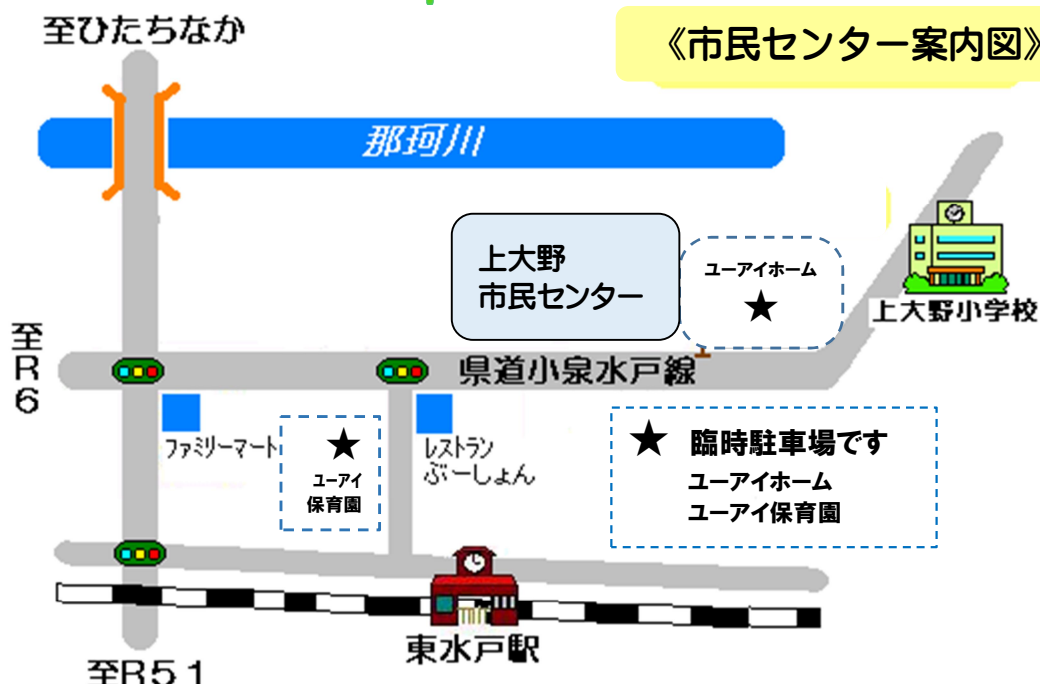 至ひたちなか
《市民センター案内図》
那珂川
上大野
市民センター
ユーアイホーム
★
上大野小学校
至R6
県道小泉水戸線
ファミリーマート
★
ユーアイ
保育園
レストラン
ぶーしょん
★ 臨時駐車場です
ユーアイホーム
ユーアイ保育園
東水戸駅
至R51